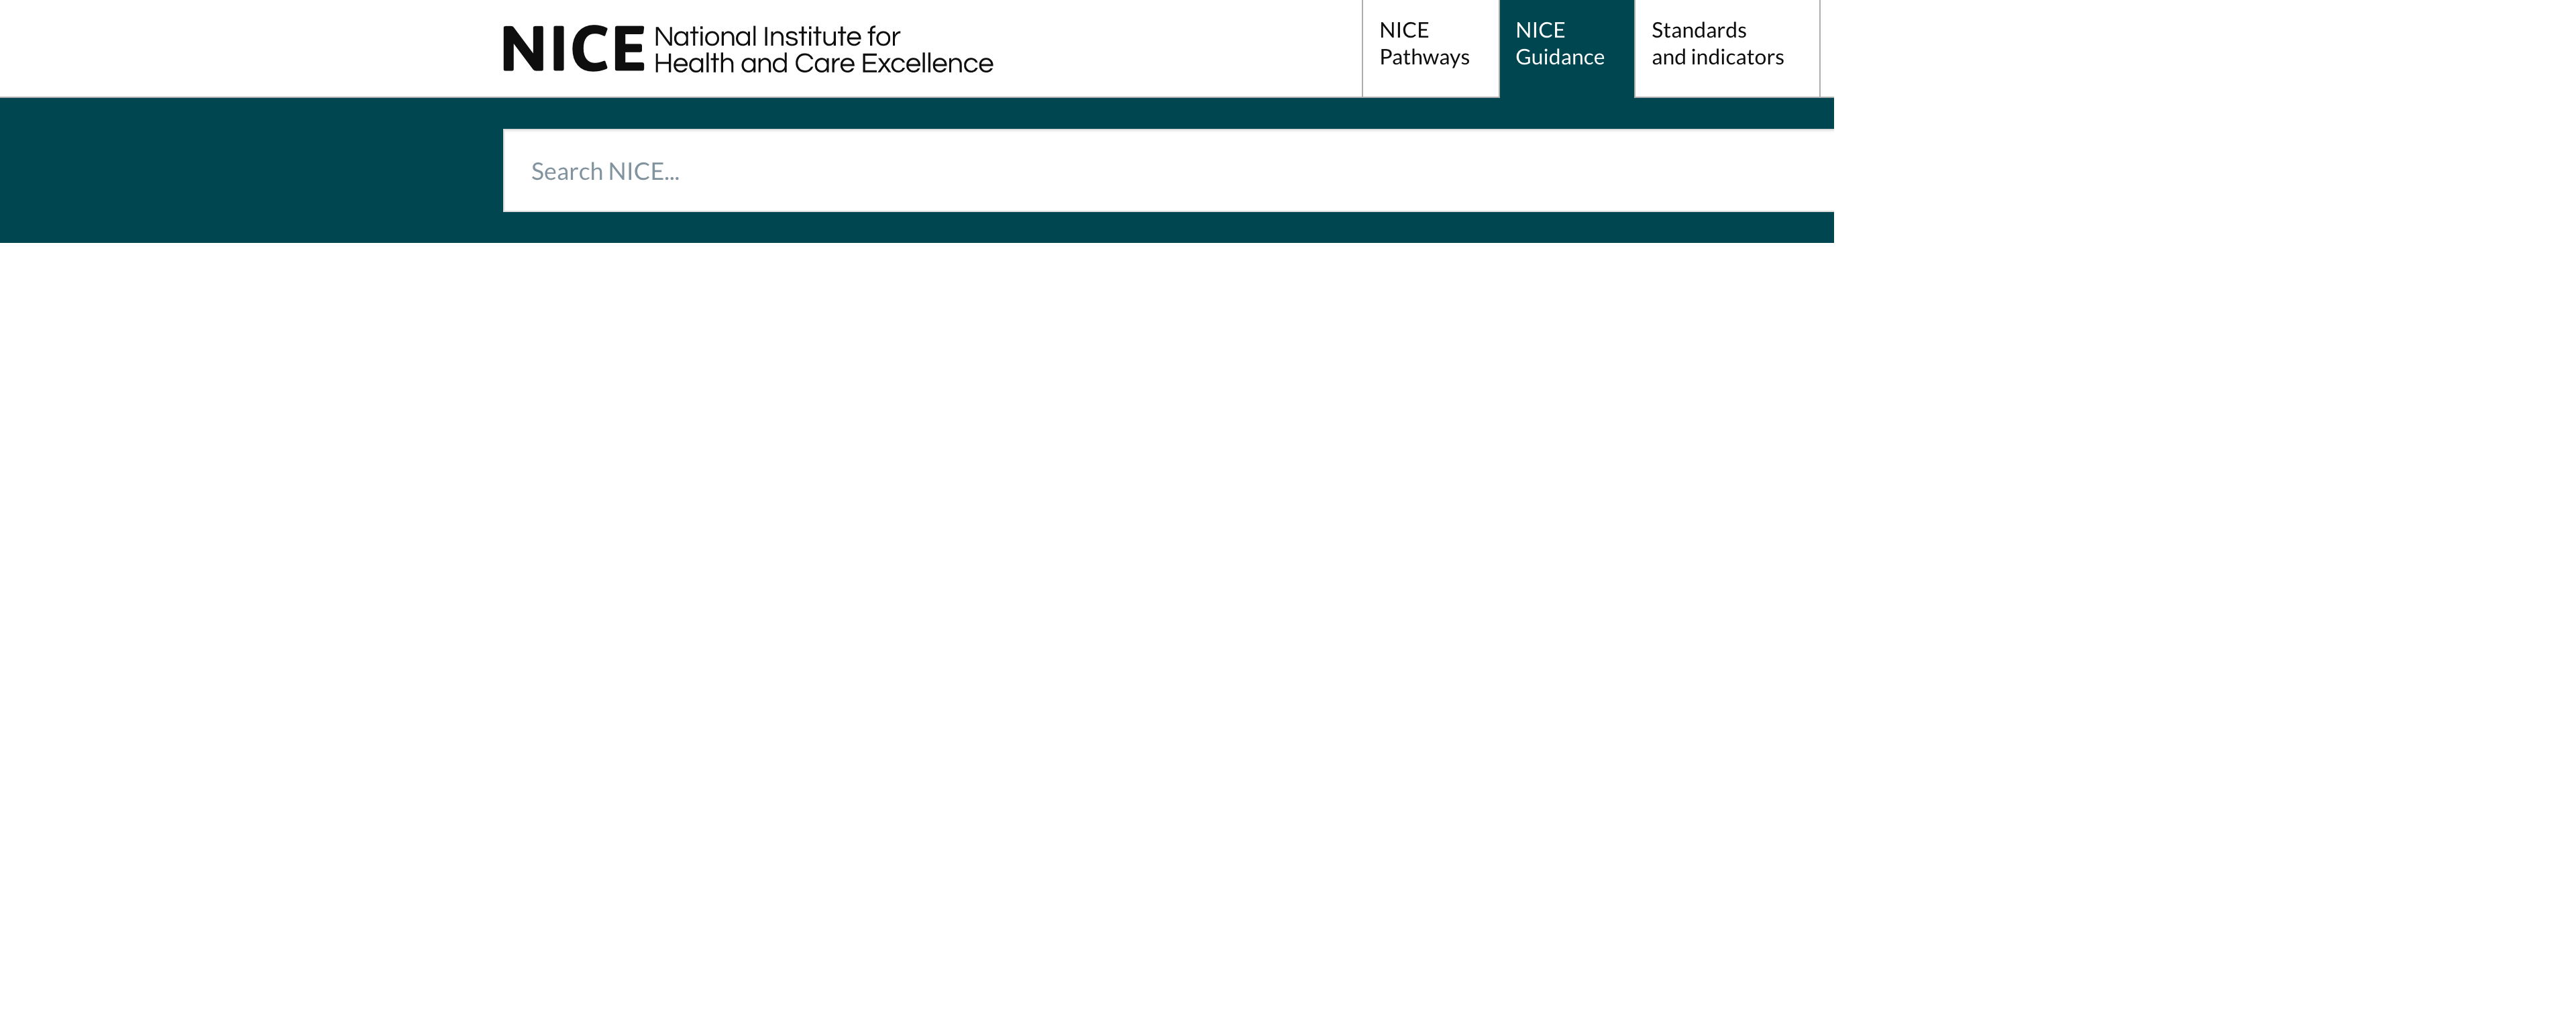 NICE National Institute for
Health and Care Excellence
NICE
Pathways
NICE
Guidance
Standards
and indicators
Search NICE...